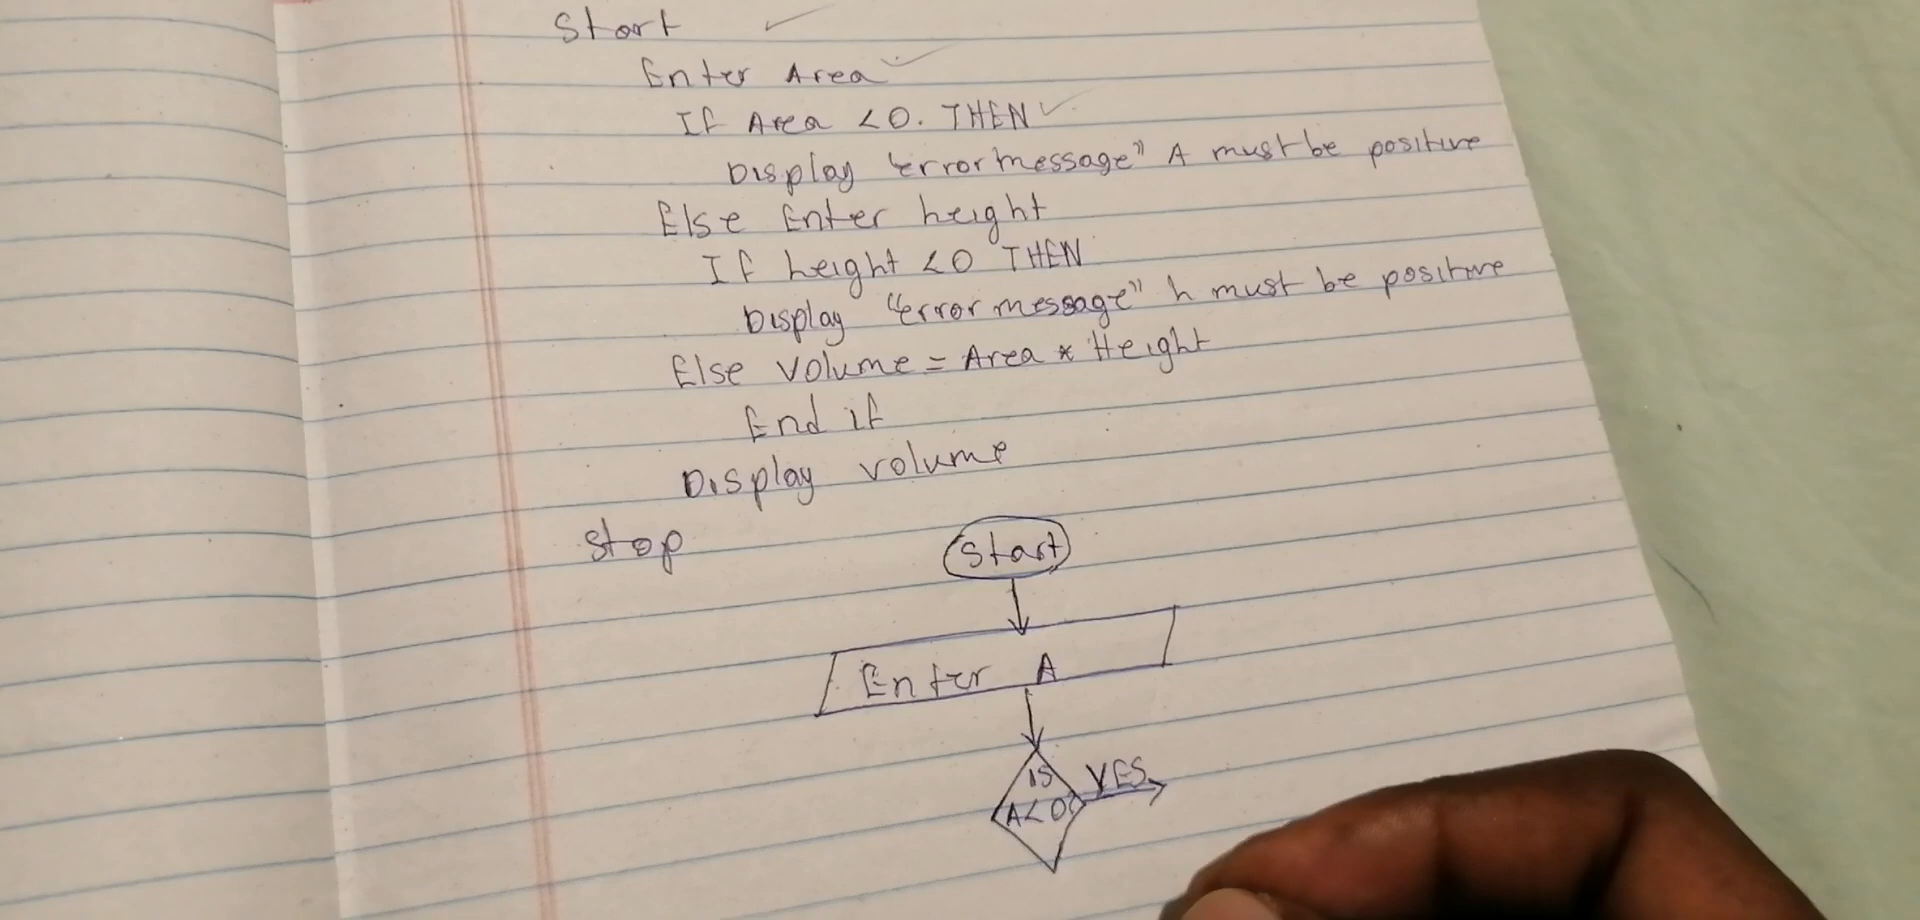 Start
Enter Area
If Area <0. THEN
Display "error message" A must be positive
Else Enter height
If height <0 THEN
Display "Error message" h must be positive
Else Volume = Area * Height
End if
Display volume
Stop
Start
Enter A
IS
A<0?
YES